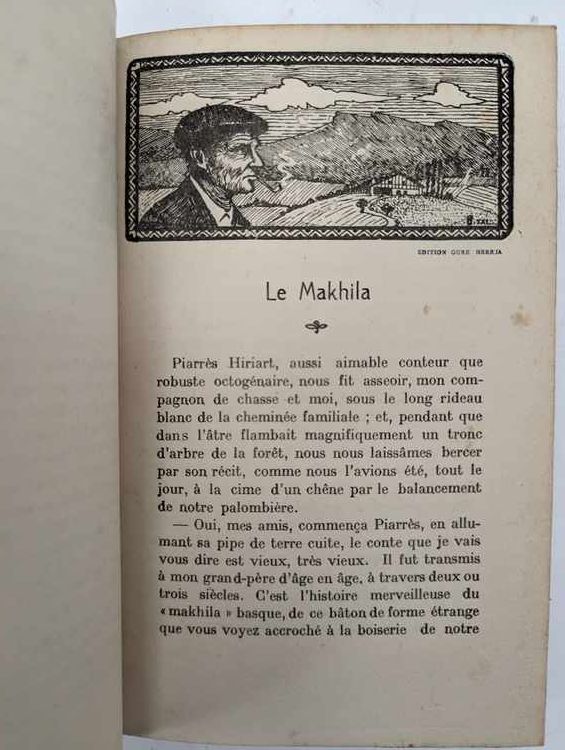 EDITION GURE HERRIA
Le Makhila
Piarrès Hiriart, aussi aimable conteur que
robuste octogénaire, nous fit asseoir, mon com-
pagnon de chasse et moi, sous le long rideau
blanc de la cheminée familiale ; et, pendant que
dans l'âtre flambait magnifiquement un tronc
d'arbre de la forêt, nous nous laissâmes bercer
par son récit, comme nous l'avions été, tout le
jour, à la cime d'un chêne par le balancement
de notre palombière.
— Oui, mes amis, commença Piarrès, en allu-
mant sa pipe de terre cuite, le conte que je vais
vous dire est vieux, très vieux. Il fut transmis
à mon grand-père d'âge en âge, à travers deux ou
trois siècles. C'est l'histoire merveilleuse du
« makhila » basque, de ce bâton de forme étrange
que vous voyez accroché à la boiserie de notre